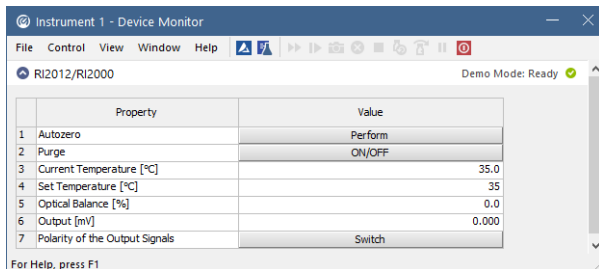 Instrument 1 - Device Monitor
File Control View Window Help
RI2012/RI2000 Demo Mode: Ready
Property Value
1 Autozero Perform
2 Purge ON/OFF
3 Current Temperature [°C] 35.0
4 Set Temperature [°C] 35
5 Optical Balance [%] 0.0
6 Output [mV] 0.000
7 Polarity of the Output Signals Switch
For Help, press F1